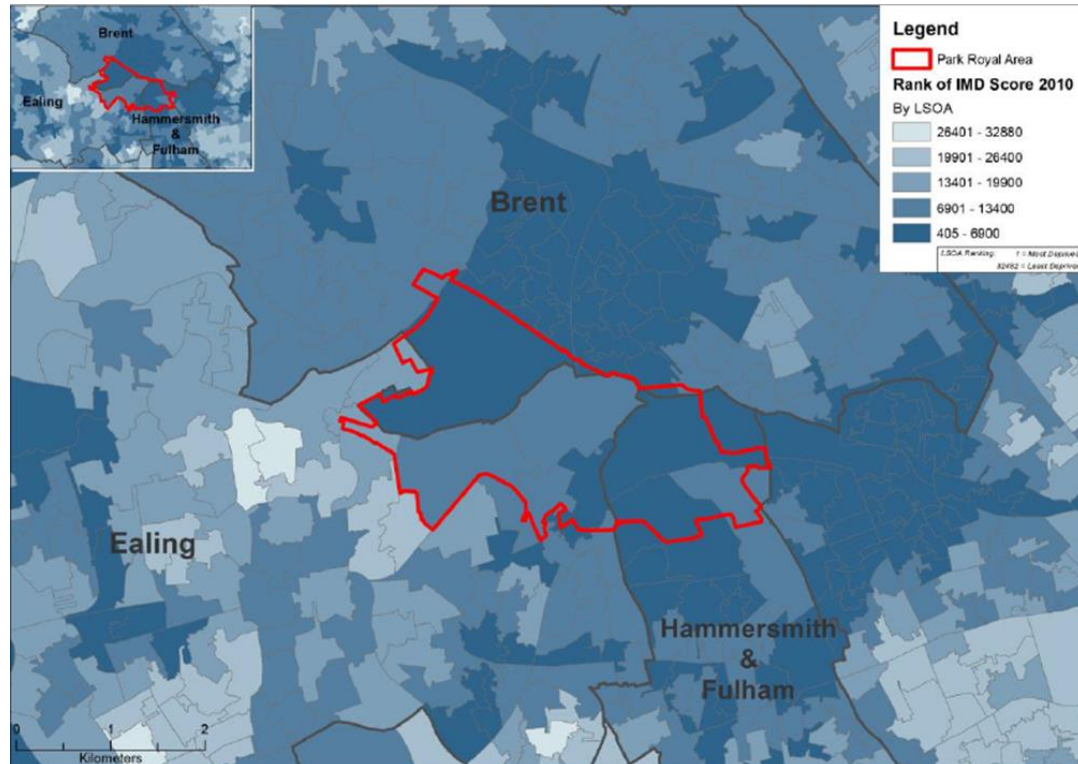 Brent
Ealing
Hammersmith
&
Fulham
Legend
Park Royal Area
Rank of IMD Score 2010
By LSOA
26401 - 32880
19901 - 26400
13401 - 19900
6901 - 13400
405 - 6900
LSOA Ranking: 1 = Most Deprived
32482 = Least Deprived
Brent
Ealing
Hammersmith
&
Fulham
0 1 2
Kilometers